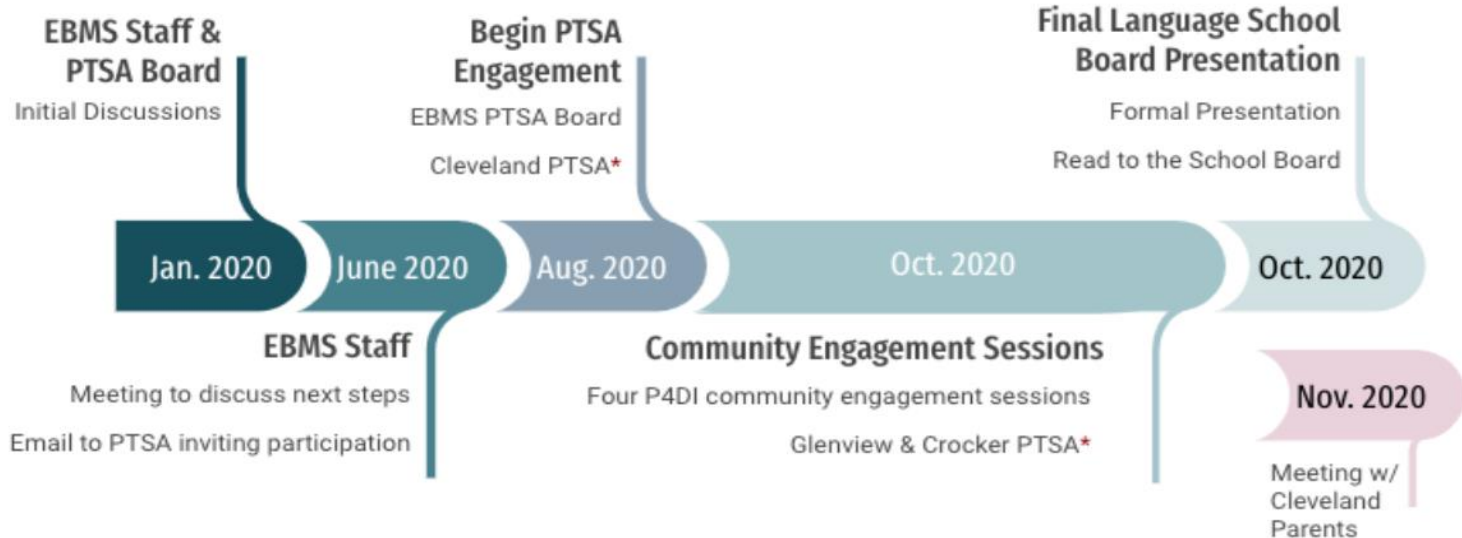 EBMS Staff &
PTSA Board
Initial Discussions
Begin PTSA
Engagement
EBMS PTSA Board
Cleveland PTSA*
Final Language School
Board Presentation
Formal Presentation
Read to the School Board
Jan. 2020
June 2020
Aug. 2020
Oct. 2020
Oct. 2020
EBMS Staff
Meeting to discuss next steps
Email to PTSA inviting participation
Community Engagement Sessions
Four P4DI community engagement sessions
Glenview & Crocker PTSA*
Nov. 2020
Meeting w/
Cleveland
Parents